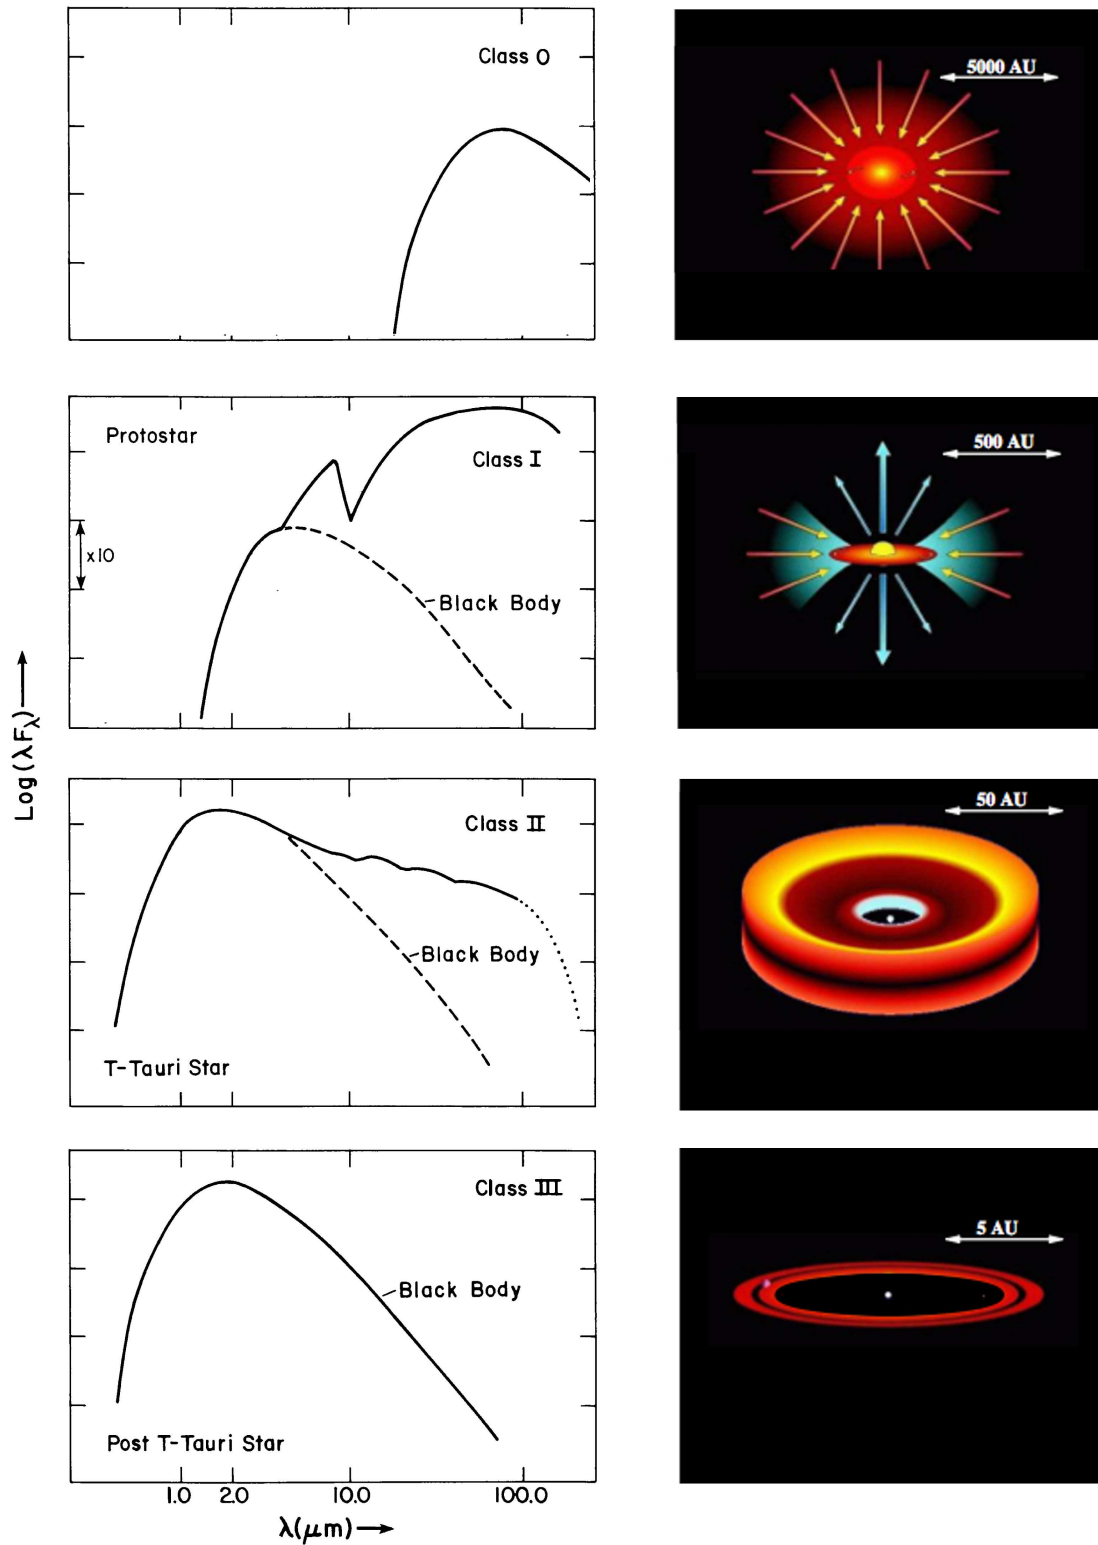 Class 0
5000 AU
Protostar
Class I
x10
Black Body
500 AU
Log(λFλ)
Class II
Black Body
T-Tauri Star
50 AU
Class III
Black Body
Post T-Tauri Star
5 AU
1.0 2.0 10.0 100.0
λ(μm)